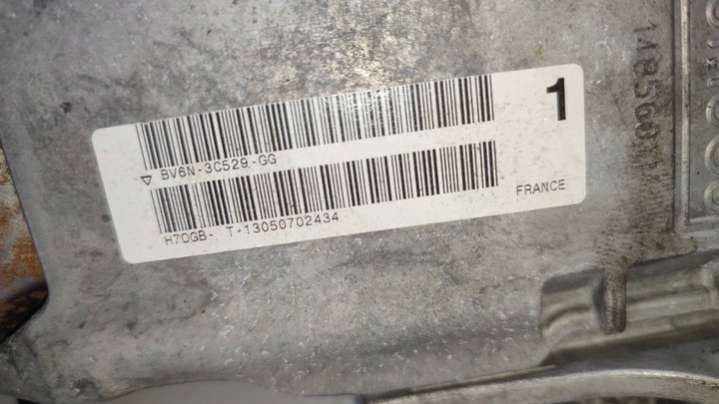 1
▽ BV6N-3C529-GG
H7OGB- T-13050702434
FRANCE